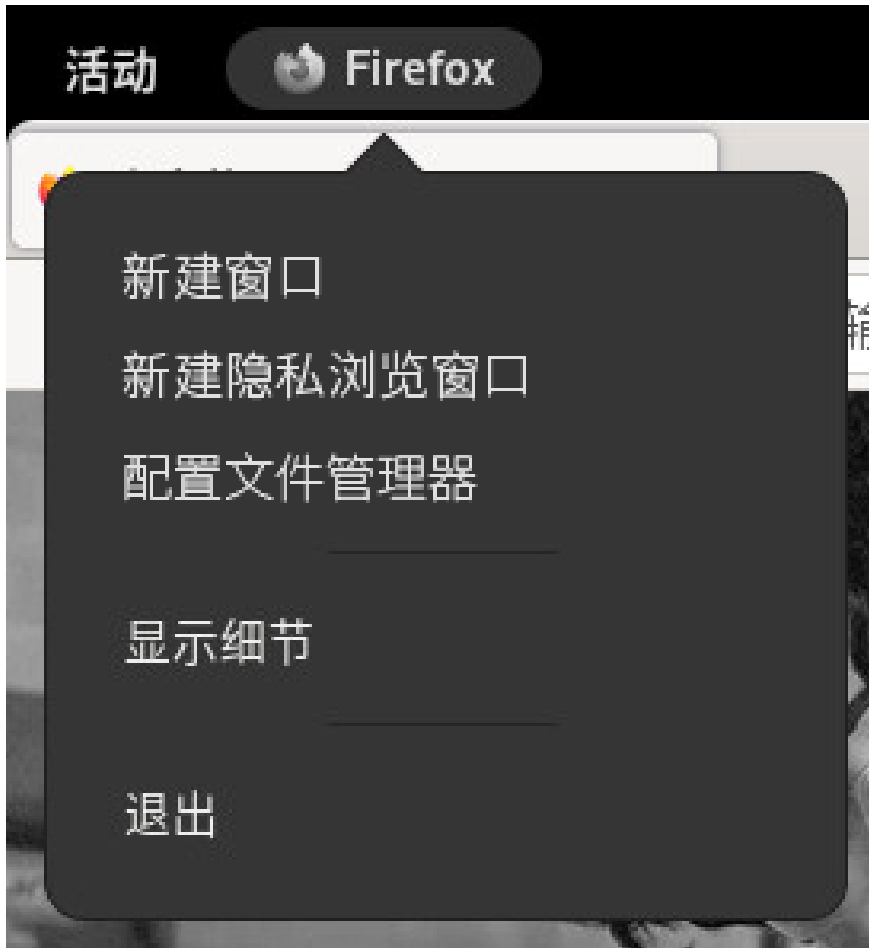 活动 Firefox
新建窗口
新建隐私浏览窗口
配置文件管理器
显示细节
退出